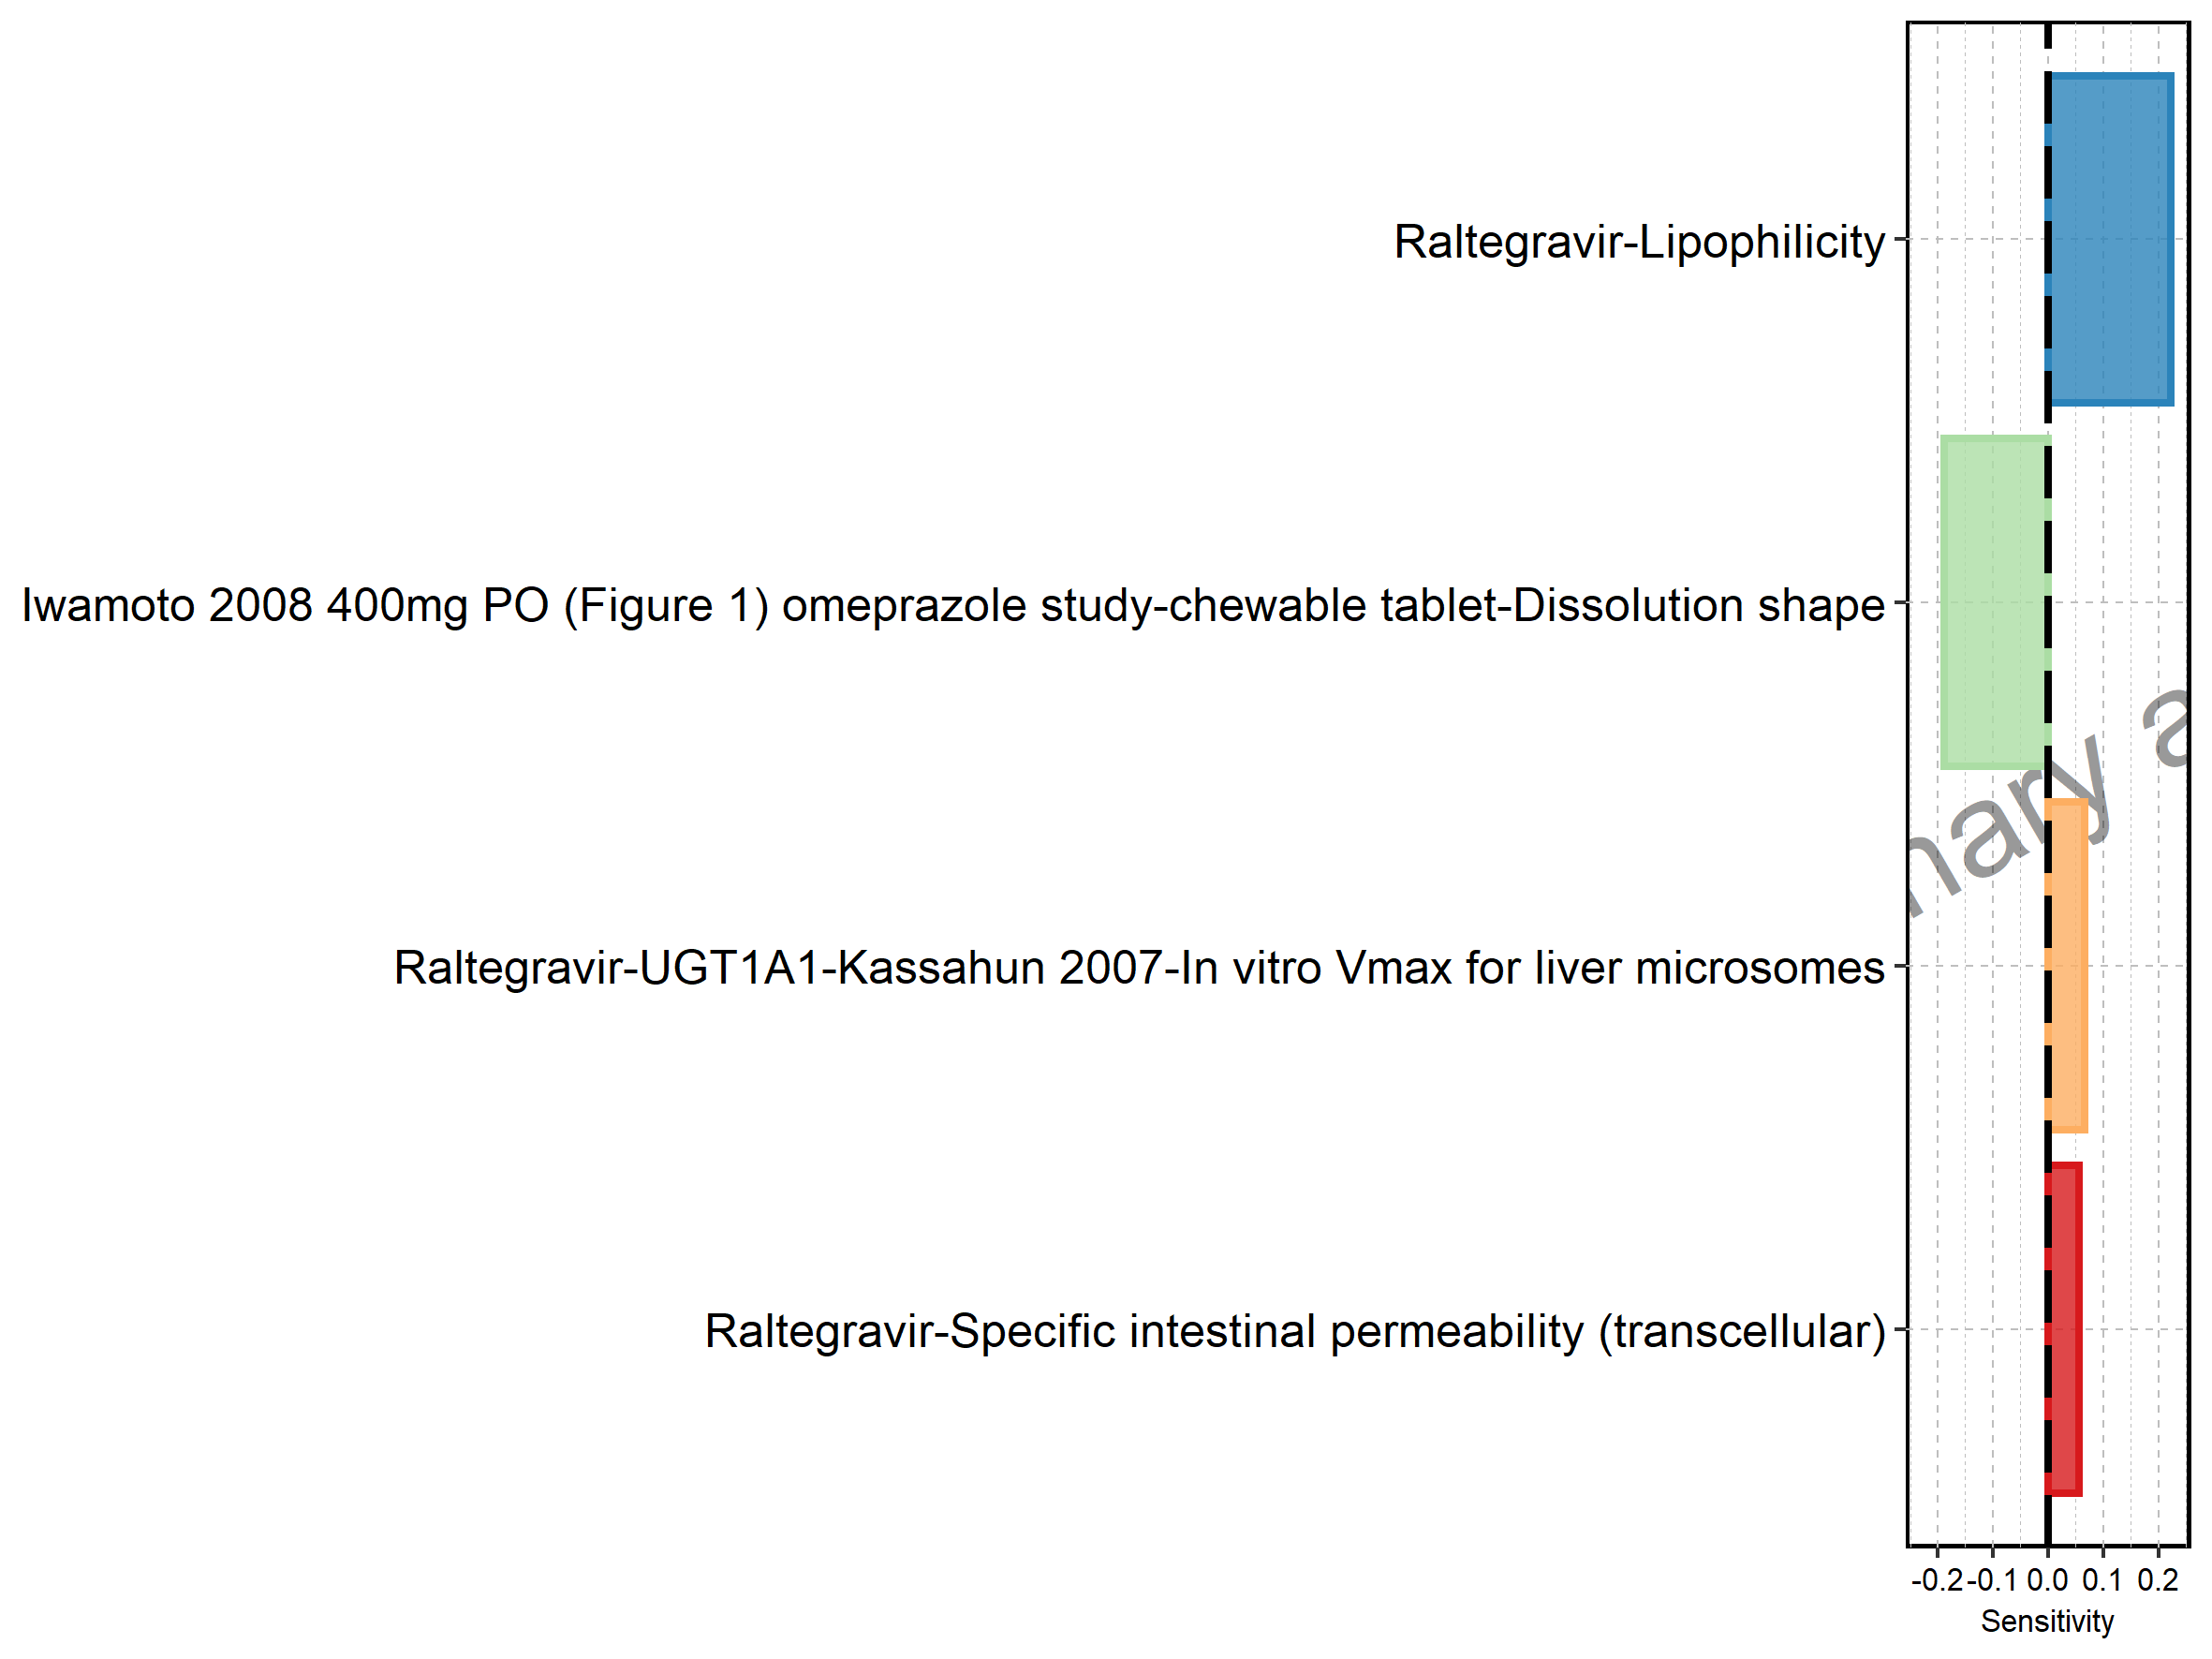 Raltegravir-Lipophilicity
Iwamoto 2008 400mg PO (Figure 1) omeprazole study-chewable tablet-Dissolution shape
Raltegravir-UGT1A1-Kassahun 2007-In vitro Vmax for liver microsomes
Raltegravir-Specific intestinal permeability (transcellular)
-0.2 -0.1 0.0 0.1 0.2
Sensitivity